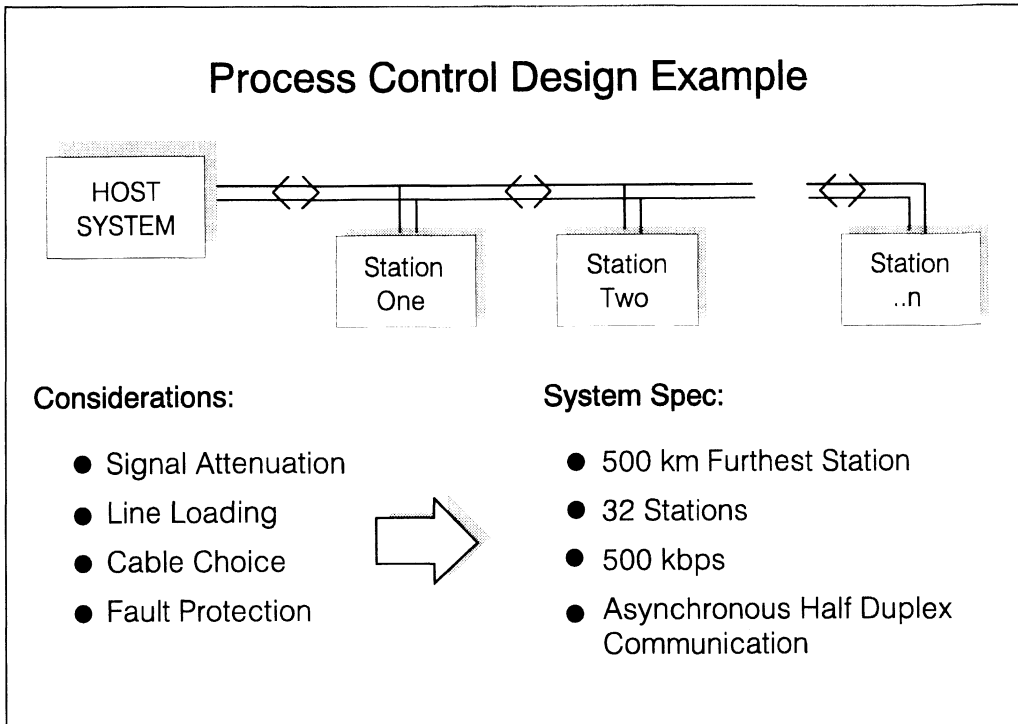 Process Control Design Example
HOST
SYSTEM
Station
One
Station
Two
Station
..n
Considerations:
● Signal Attenuation
● Line Loading
● Cable Choice
● Fault Protection
System Spec:
● 500 km Furthest Station
● 32 Stations
● 500 kbps
● Asynchronous Half Duplex
Communication